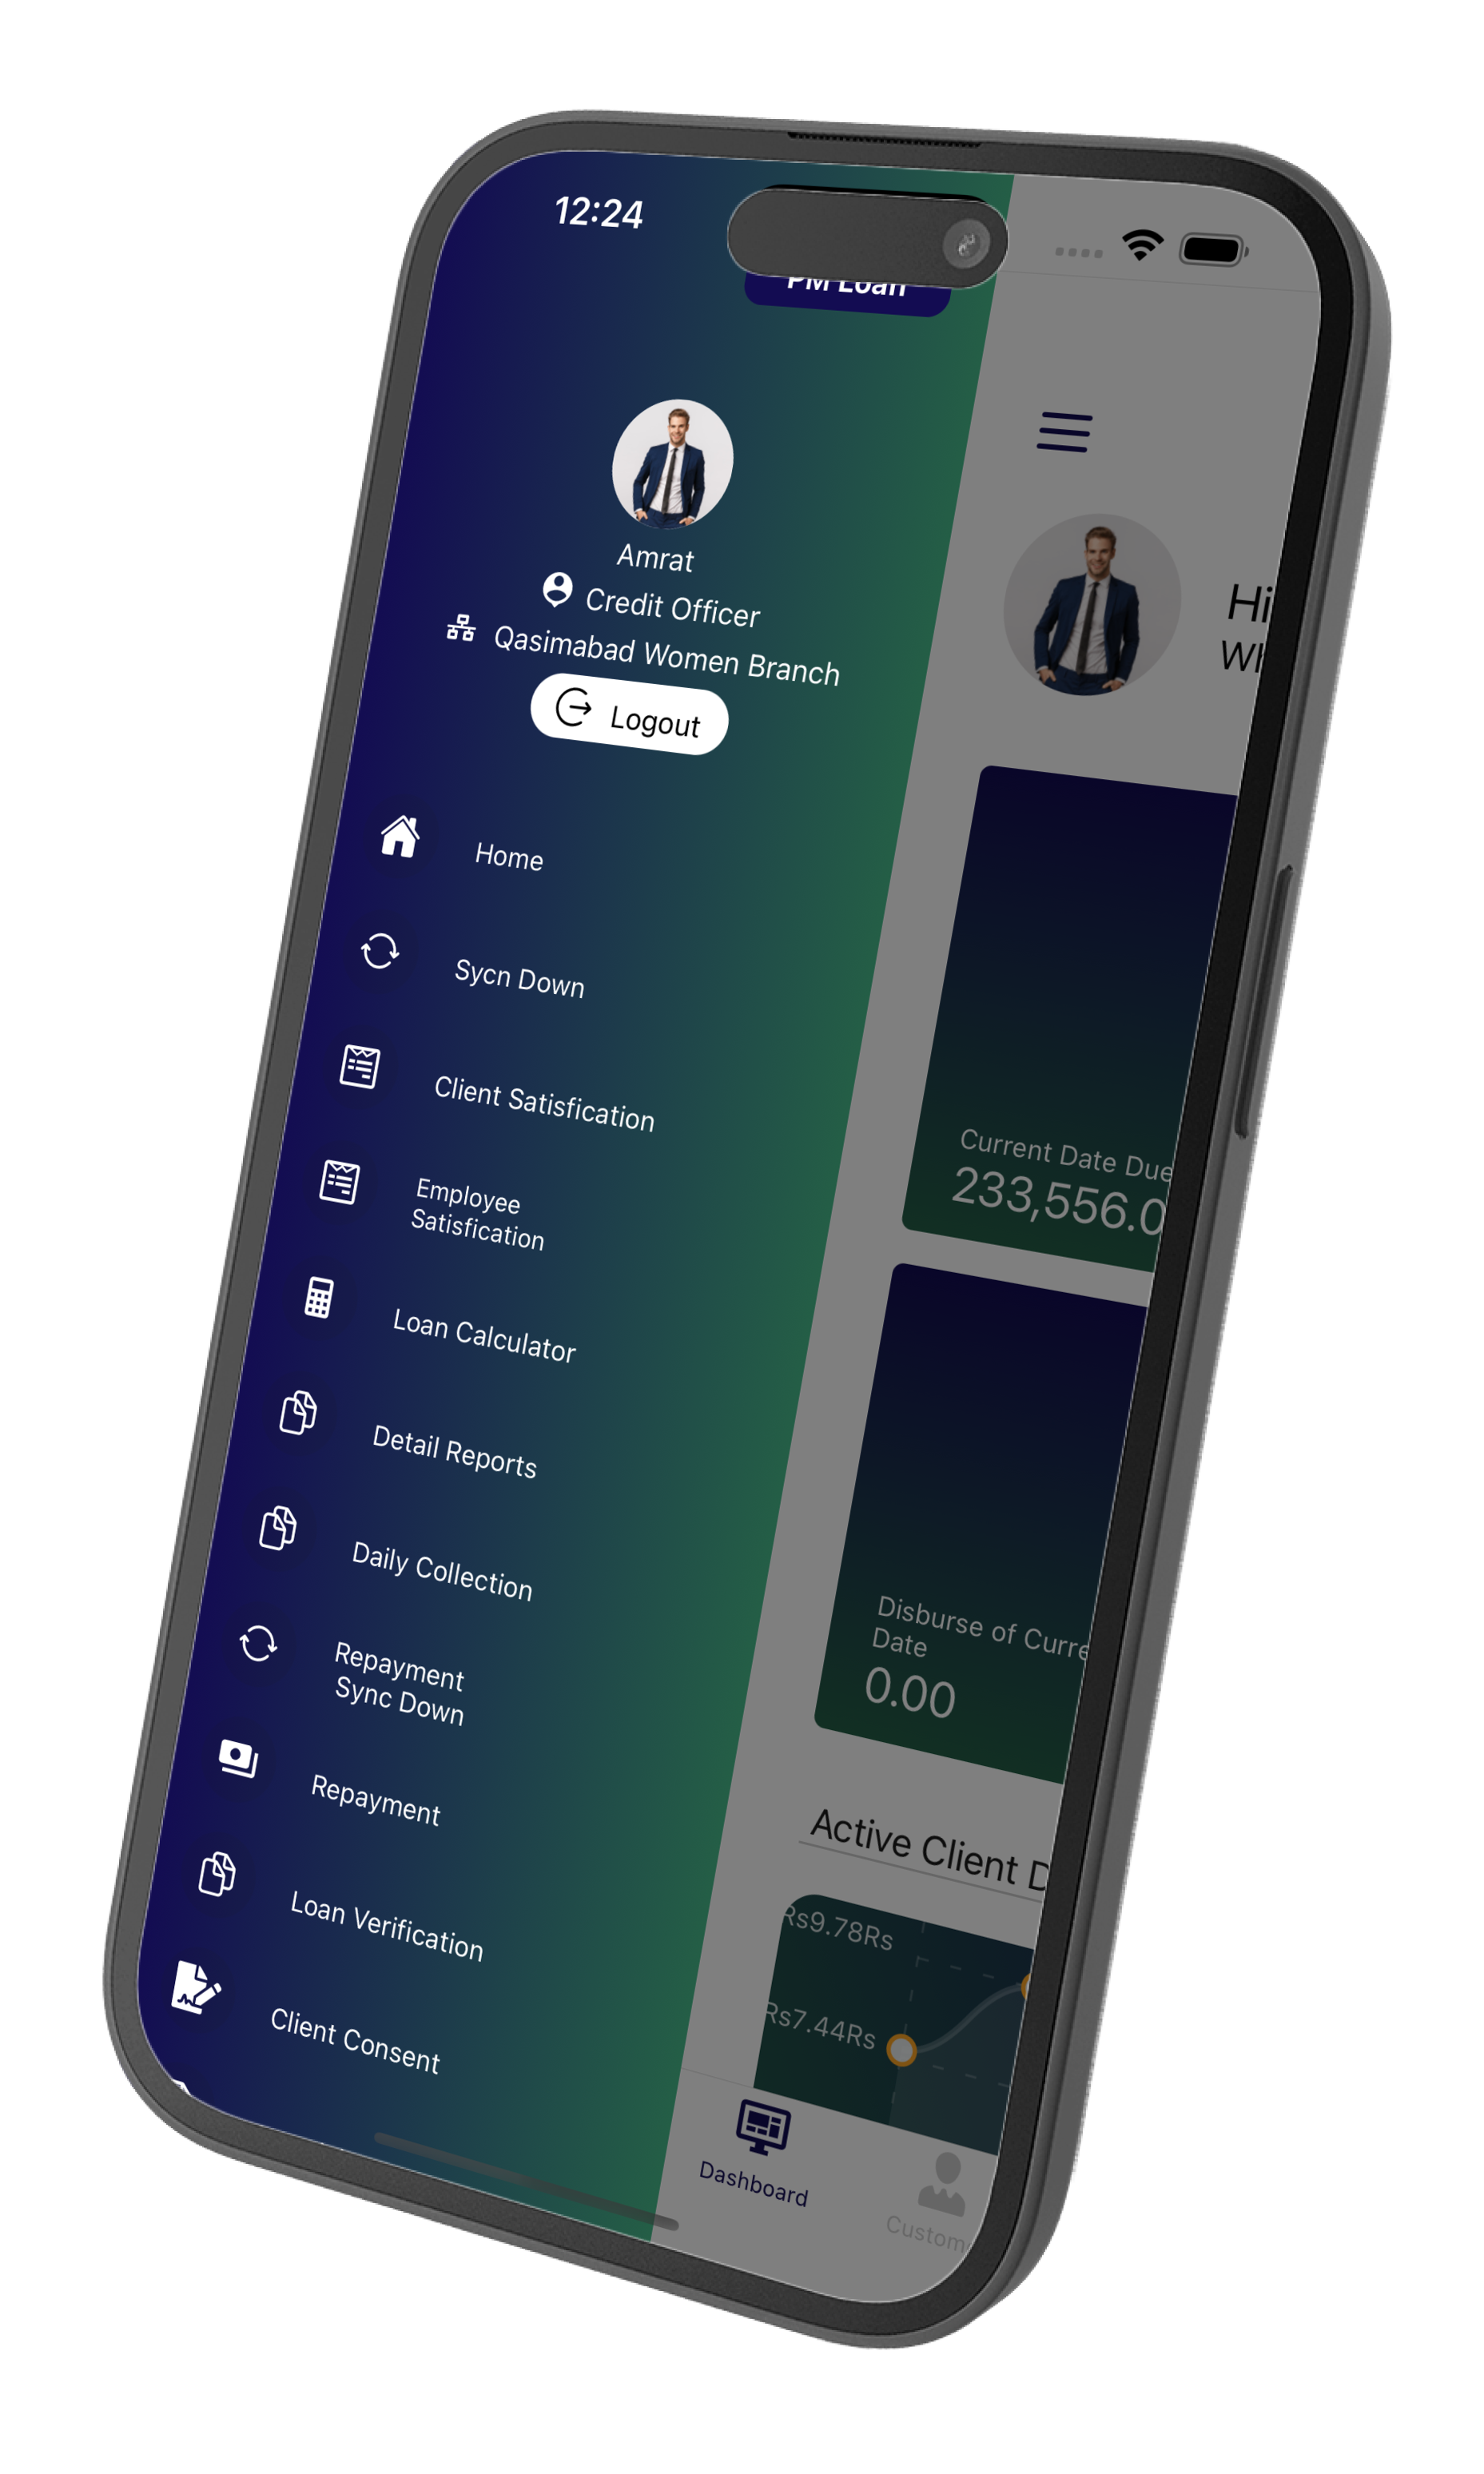 12:24
PM Loan
Amrat
Credit Officer
Qasimabad Women Branch
Logout
Home
Sycn Down
Client Satisfication
Employee
Satisfication
Loan Calculator
Detail Reports
Daily Collection
Repayment
Sync Down
Repayment
Loan Verification
Client Consent
Hi
Current Date Due
233,556.0
Disburse of Curre
Date
0.00
Active Client D
Rs9.78Rs
Rs7.44Rs
Dashboard
Custom